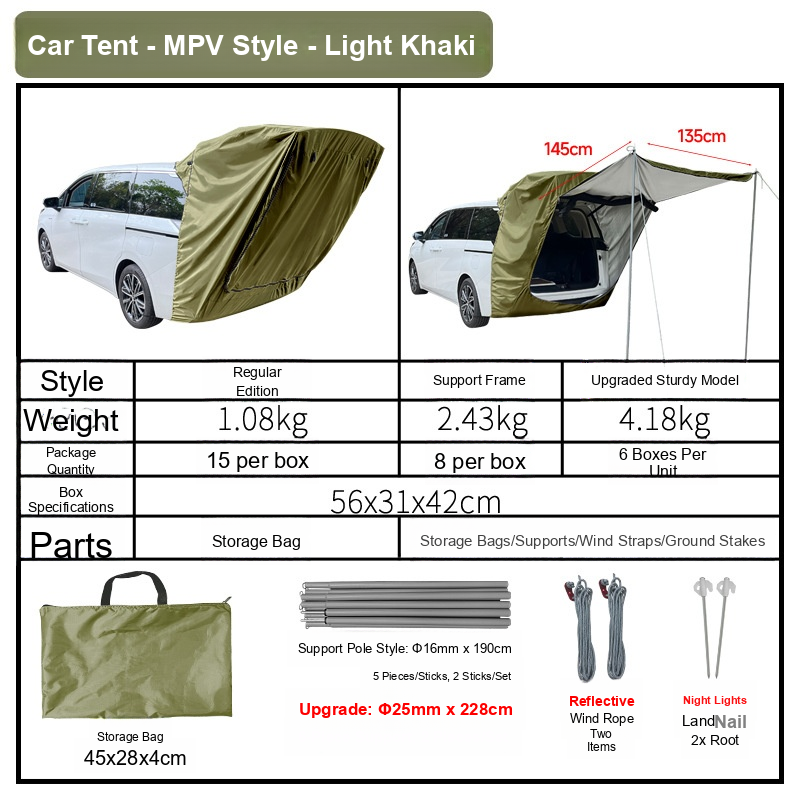 Car Tent - MPV Style - Light Khaki
145cm
135cm
Style
Regular
Edition
Support Frame
Upgraded Sturdy Model
Weight
1.08kg
2.43kg
4.18kg
Package
Quantity
15 per box
8 per box
6 Boxes Per
Unit
Box
Specifications
56x31x42cm
Parts
Storage Bag
Storage Bags/Supports/Wind Straps/Ground Stakes
Storage Bag
45x28x4cm
Support Pole Style: Φ16mm x 190cm
5 Pieces/Sticks, 2 Sticks/Set
Upgrade: Φ25mm x 228cm
Reflective
Wind Rope
Two
Items
Night Lights
LandNail
2x Root